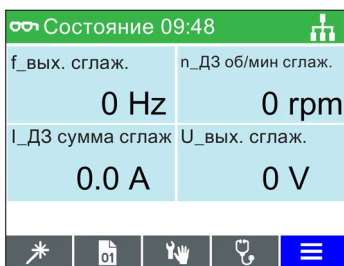 Состояние 09:48
f_вых. сглаж.
n_ДЗ об/мин сглаж.
0 Hz
0 rpm
I_ДЗ сумма сглаж
U_вых. сглаж.
0.0 A
0 V
01